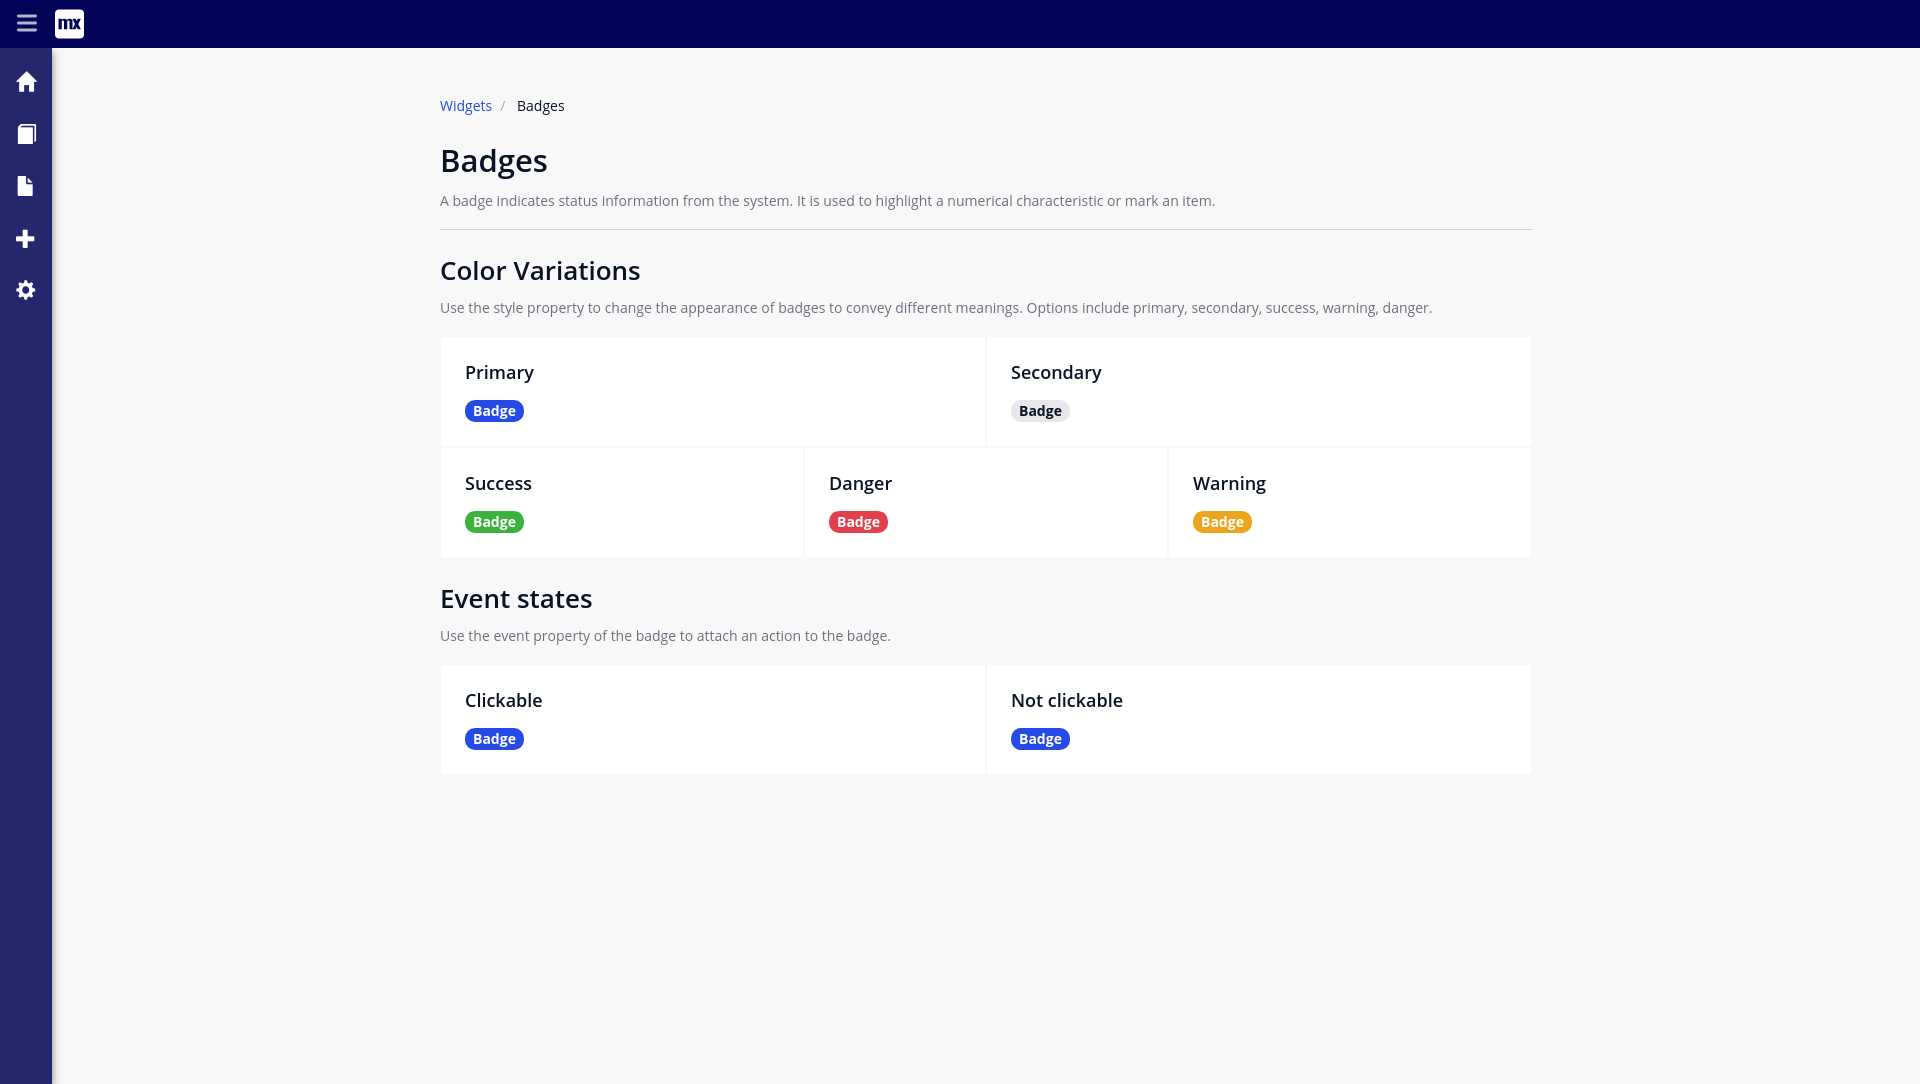 mx
Widgets / Badges
Badges
A badge indicates status information from the system. It is used to highlight a numerical characteristic or mark an item.
Color Variations
Use the style property to change the appearance of badges to convey different meanings. Options include primary, secondary, success, warning, danger.
Primary
Badge
Secondary
Badge
Success
Badge
Danger
Badge
Warning
Badge
Event states
Use the event property of the badge to attach an action to the badge.
Clickable
Badge
Not clickable
Badge